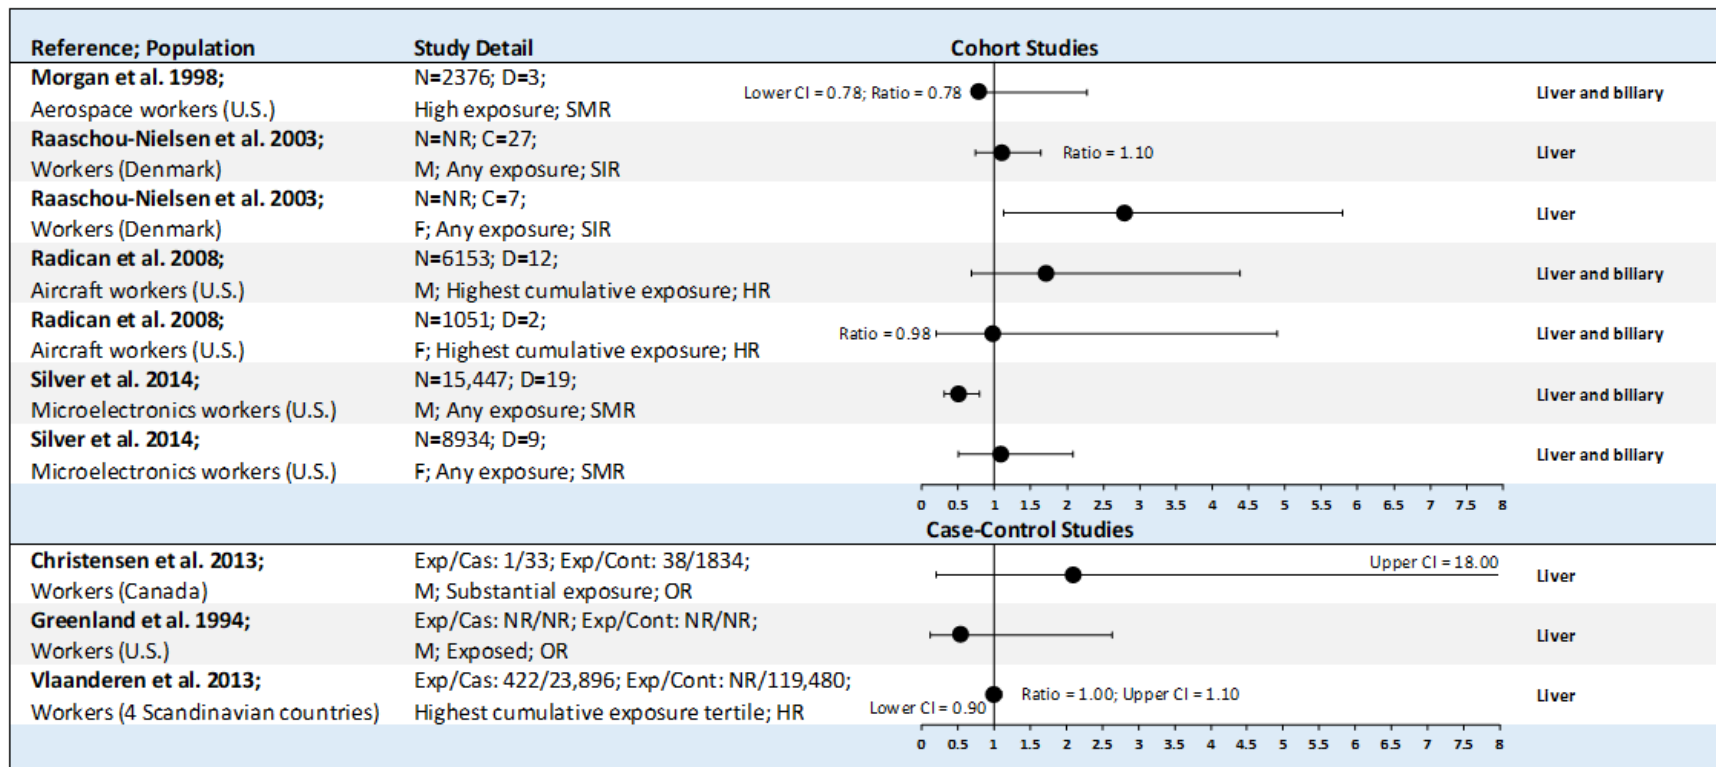 Reference; Population Study Detail Cohort Studies
Morgan et al. 1998; N=2376; D=3;
Lower CI = 0.78; Ratio = 0.78 Liver and biliary
Aerospace workers (U.S.) High exposure; SMR
Raaschou-Nielsen et al. 2003; N=NR; C=27;
Ratio = 1.10 Liver
Workers (Denmark) M; Any exposure; SIR
Raaschou-Nielsen et al. 2003; N=NR; C=7;
Liver
Workers (Denmark) F; Any exposure; SIR
Radican et al. 2008; N=6153; D=12;
Liver and biliary
Aircraft workers (U.S.) M; Highest cumulative exposure; HR
Radican et al. 2008; N=1051; D=2;
Ratio = 0.98 Liver and biliary
Aircraft workers (U.S.) F; Highest cumulative exposure; HR
Silver et al. 2014; N=15,447; D=19;
Liver and biliary
Microelectronics workers (U.S.) M; Any exposure; SMR
Silver et al. 2014; N=8934; D=9;
Liver and biliary
Microelectronics workers (U.S.) F; Any exposure; SMR
0 0.5 1 1.5 2 2.5 3 3.5 4 4.5 5 5.5 6 6.5 7 7.5 8
Case-Control Studies
Christensen et al. 2013; Exp/Cas: 1/33; Exp/Cont: 38/1834; Upper CI = 18.00
Liver
Workers (Canada) M; Substantial exposure; OR
Greenland et al. 1994; Exp/Cas: NR/NR; Exp/Cont: NR/NR;
Liver
Workers (U.S.) M; Exposed; OR
Vlaanderen et al. 2013; Exp/Cas: 422/23,896; Exp/Cont: NR/119,480;
Ratio = 1.00; Upper CI = 1.10 Liver
Workers (4 Scandinavian countries) Highest cumulative exposure tertile; HR Lower CI = 0.90
0 0.5 1 1.5 2 2.5 3 3.5 4 4.5 5 5.5 6 6.5 7 7.5 8